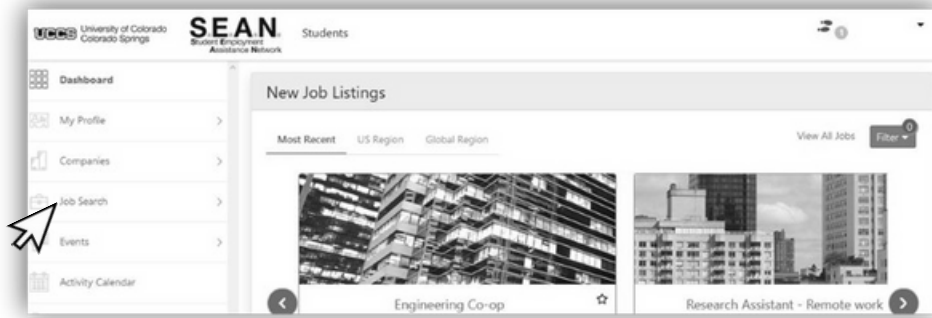 UCCS University of Colorado
Colorado Springs
S.E.A.N.
Student Employment
Assistance Network
Students
0
Dashboard
My Profile
Companies
Job Search
Events
Activity Calendar
New Job Listings
Most Recent US Region Global Region
View All Jobs Filter 0
Engineering Co-op
Research Assistant - Remote work